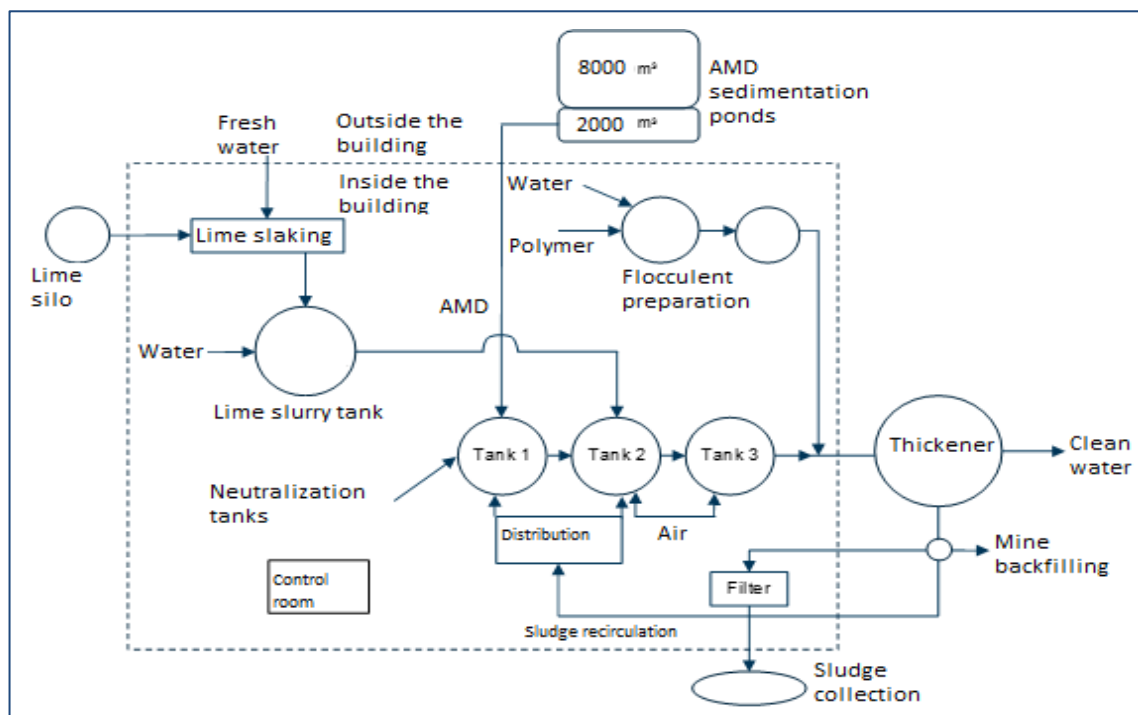 8000 m³
AMD
sedimentation
ponds
2000 m³
Fresh
water
Outside the
building
Inside the
building
Water
Polymer
Flocculent
preparation
Lime slaking
Lime
silo
AMD
Water
Lime slurry tank
Tank 1
Tank 2
Tank 3
Thickener
Clean
water
Neutralization
tanks
Distribution
Air
Mine
backfilling
Control
room
Filter
Sludge recirculation
Sludge
collection